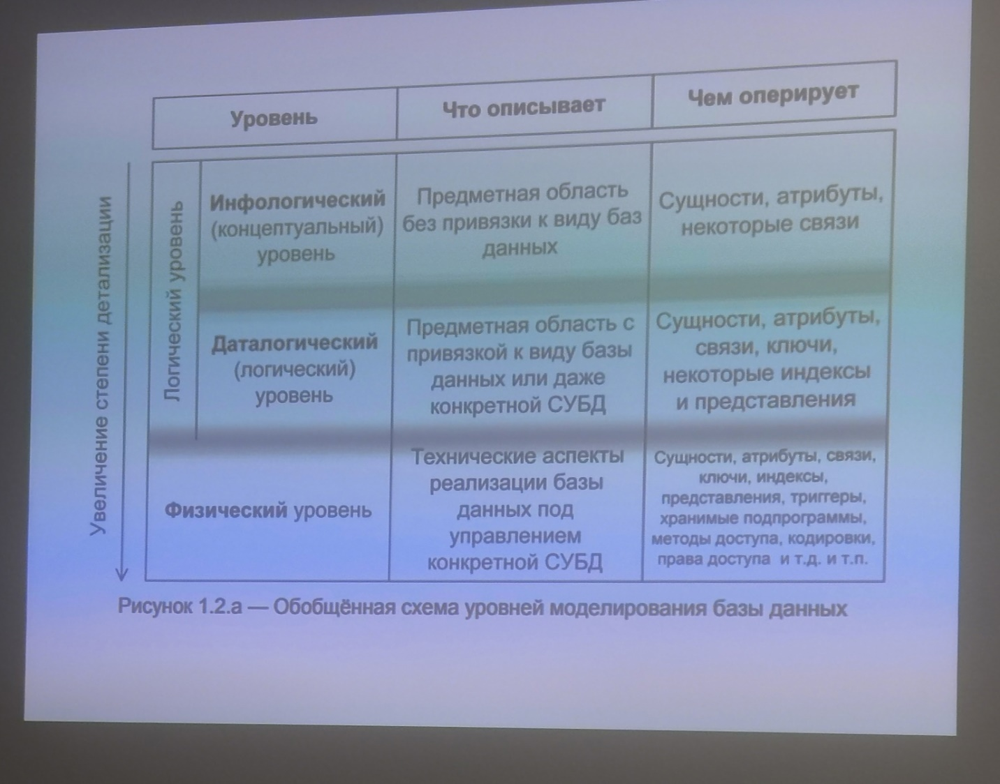 Уровень
Что описывает
Чем оперирует
Увеличение степени детализации
Логический уровень
Инфологический
(концептуальный)
уровень
Предметная область
без привязки к виду баз
данных
Сущности, атрибуты,
некоторые связи
Даталогический
(логический)
уровень
Предметная область с
привязкой к виду базы
данных или даже
конкретной СУБД
Сущности, атрибуты,
связи, ключи,
некоторые индексы
и представления
Физический уровень
Технические аспекты
реализации базы
данных под
управлением
конкретной СУБД
Сущности, атрибуты, связи,
ключи, индексы,
представления, триггеры,
хранимые подпрограммы,
методы доступа, кодировки,
права доступа и т.д. и т.п.
Рисунок 1.2.a — Обобщённая схема уровней моделирования базы данных